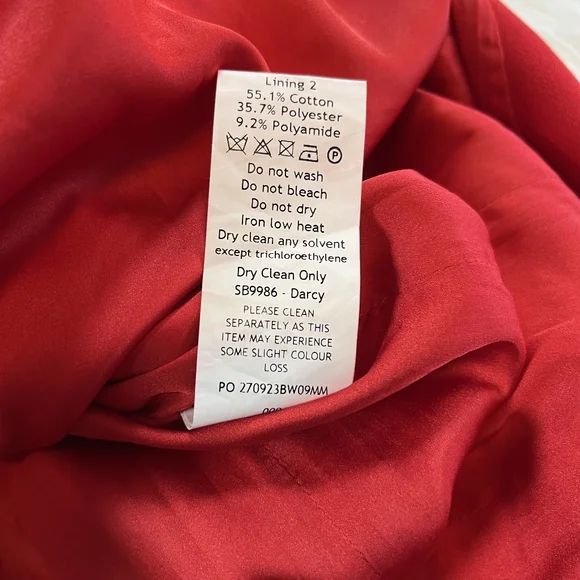 Lining 2
55.1% Cotton
35.7% Polyester
9.2% Polyamide
P
Do not wash
Do not bleach
Do not dry
Iron low heat
Dry clean any solvent
except trichloroethylene
Dry Clean Only
SB9986 - Darcy
PLEASE CLEAN
SEPARATELY AS THIS
ITEM MAY EXPERIENCE
SOME SLIGHT COLOUR
LOSS
PO 270923BW09MM